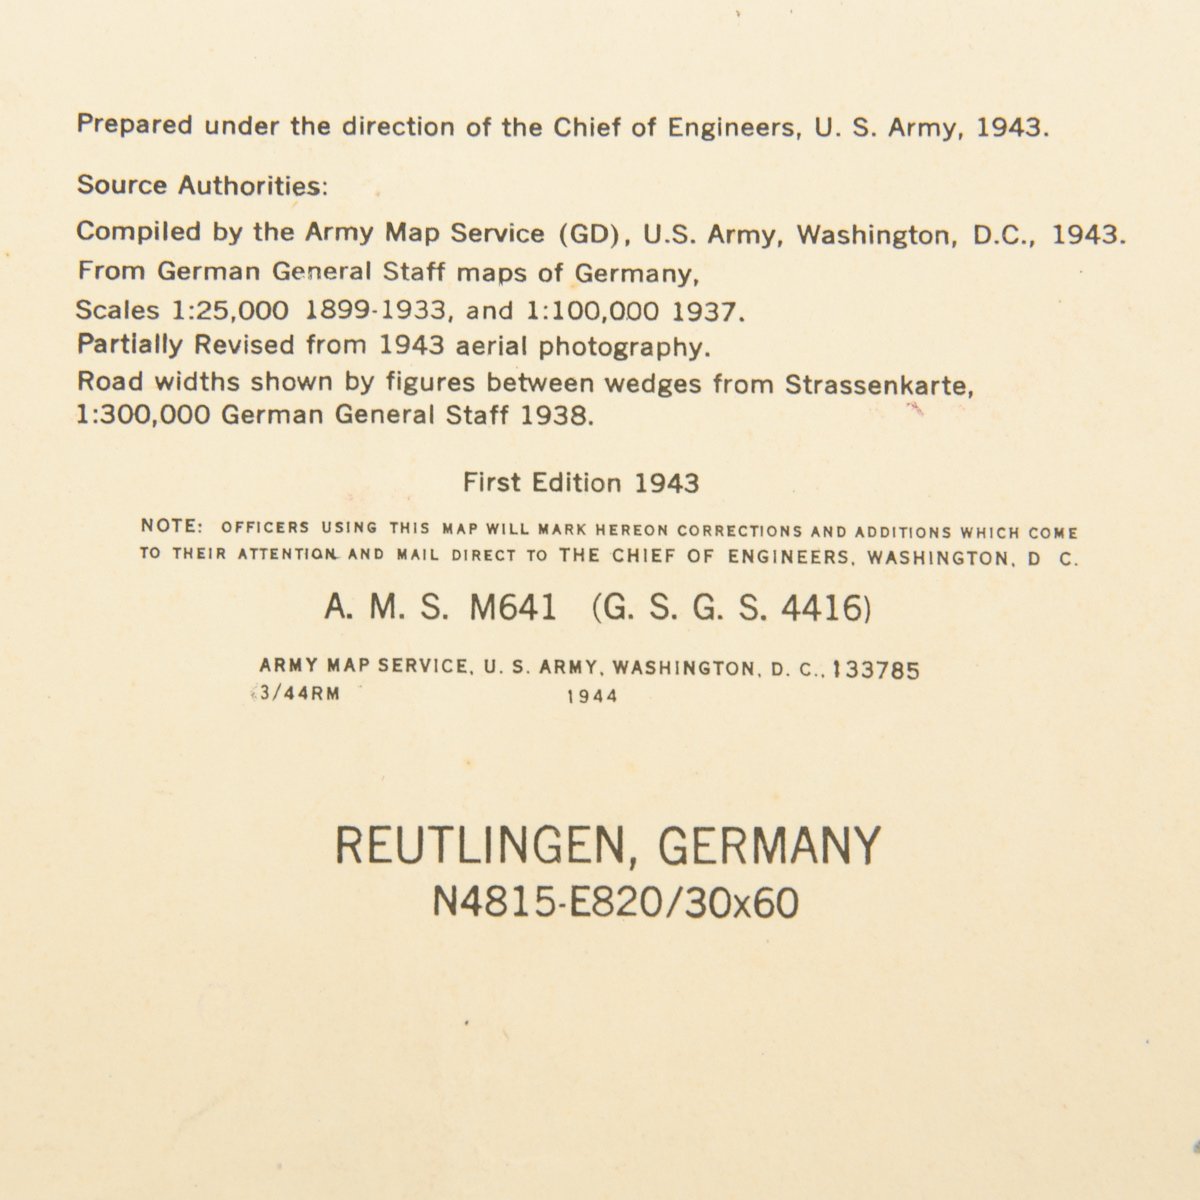 Prepared under the direction of the Chief of Engineers, U. S. Army, 1943.
Source Authorities:
Compiled by the Army Map Service (GD), U.S. Army, Washington, D.C., 1943.
From German General Staff maps of Germany,
Scales 1:25,000 1899-1933, and 1:100,000 1937.
Partially Revised from 1943 aerial photography.
Road widths shown by figures between wedges from Strassenkarte,
1:300,000 German General Staff 1938.
First Edition 1943
NOTE: OFFICERS USING THIS MAP WILL MARK HEREON CORRECTIONS AND ADDITIONS WHICH COME
TO THEIR ATTENTION AND MAIL DIRECT TO THE CHIEF OF ENGINEERS, WASHINGTON, D C.
A. M. S. M641 (G. S. G. S. 4416)
ARMY MAP SERVICE, U. S. ARMY, WASHINGTON, D. C., 133785
3/44RM 1944
REUTLINGEN, GERMANY
N4815-E820/30x60